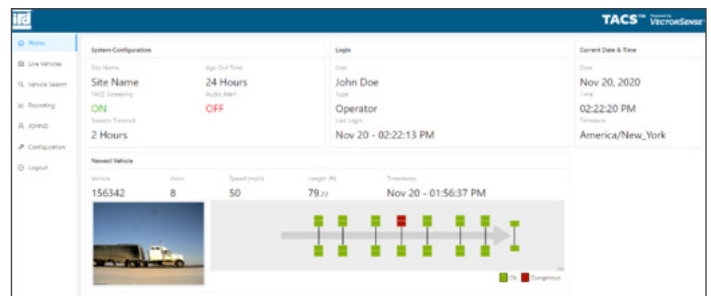 ird
TACS™ Powered by VECTORSENSE™
Home
Live Vehicles
Vehicle Search
Reporting
JOHND
Configuration
Logout
System Configuration
Site Name
Age Out Time
Site Name
24 Hours
TACS Screening
Audio Alert
ON
OFF
Session Timeout
2 Hours
Login
User
John Doe
Type
Operator
Last Login
Nov 20 - 02:22:13 PM
Current Date & Time
Date
Nov 20, 2020
Time
02:22:20 PM
Timezone
America/New_York
Newest Vehicle
Vehicle
Axles
Speed (mph)
Length (ft)
Timestamp
156342
8
50
79.72
Nov 20 - 01:56:37 PM
Ok
Dangerous